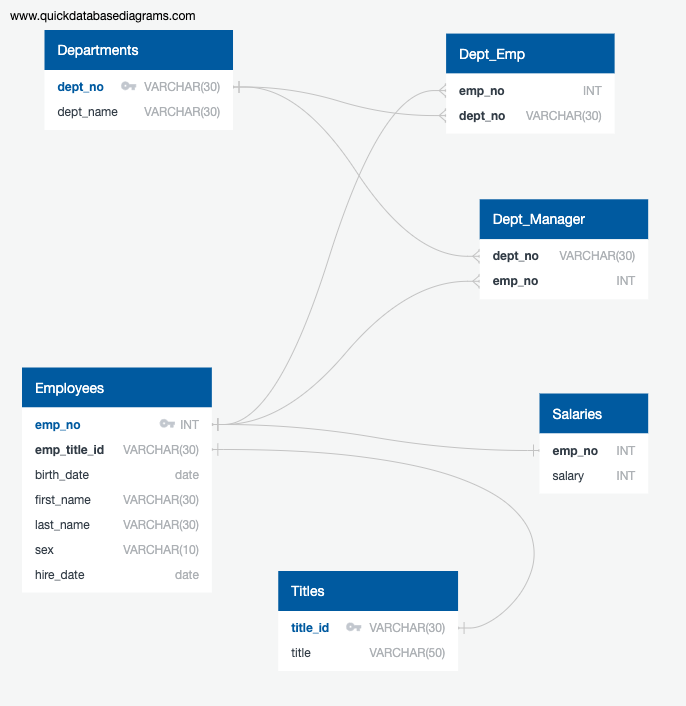 www.quickdatabasediagrams.com
Departments
dept_no VARCHAR(30)
dept_name VARCHAR(30)
Dept_Emp
emp_no INT
dept_no VARCHAR(30)
Dept_Manager
dept_no VARCHAR(30)
emp_no INT
Employees
emp_no INT
emp_title_id VARCHAR(30)
birth_date date
first_name VARCHAR(30)
last_name VARCHAR(30)
sex VARCHAR(10)
hire_date date
Salaries
emp_no INT
salary INT
Titles
title_id VARCHAR(30)
title VARCHAR(50)